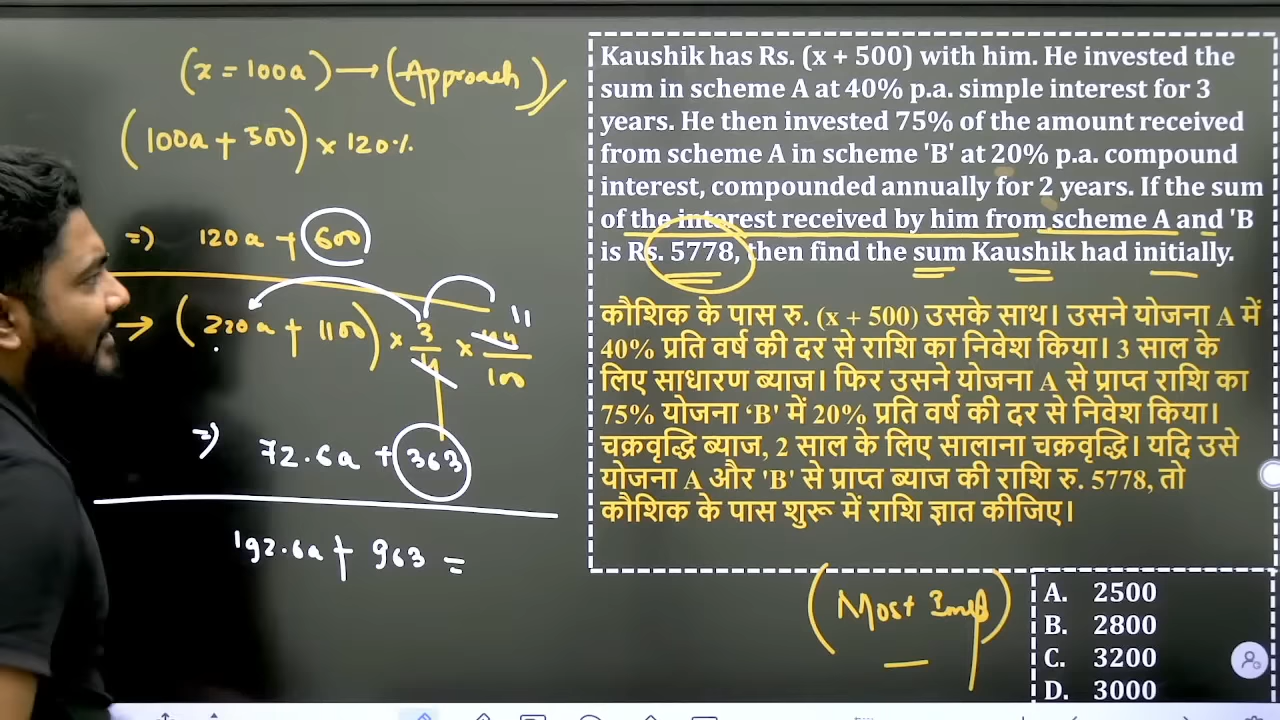 (x = 100a) → (Approach)
(100a + 500) × 120%
⇒ 120a + 600
→ (220a + 1100) × 3/4 × 44/100
11
⇒ 72.6a + 363
192.6a + 963 =
Kaushik has Rs. (x + 500) with him. He invested the
sum in scheme A at 40% p.a. simple interest for 3
years. He then invested 75% of the amount received
from scheme A in scheme 'B' at 20% p.a. compound
interest, compounded annually for 2 years. If the sum
of the interest received by him from scheme A and 'B
is Rs. 5778, then find the sum Kaushik had initially.
कौशिक के पास रु. (x + 500) उसके साथ। उसने योजना A में
40% प्रति वर्ष की दर से राशि का निवेश किया। 3 साल के
लिए साधारण ब्याज। फिर उसने योजना A से प्राप्त राशि का
75% योजना ‘B' में 20% प्रति वर्ष की दर से निवेश किया।
चक्रवृद्धि ब्याज, 2 साल के लिए सालाना चक्रवृद्धि। यदि उसे
योजना A और 'B' से प्राप्त ब्याज की राशि रु. 5778, तो
कौशिक के पास शुरू में राशि ज्ञात कीजिए।
(Most
A. 2500
B. 2800
C. 3200
D. 3000